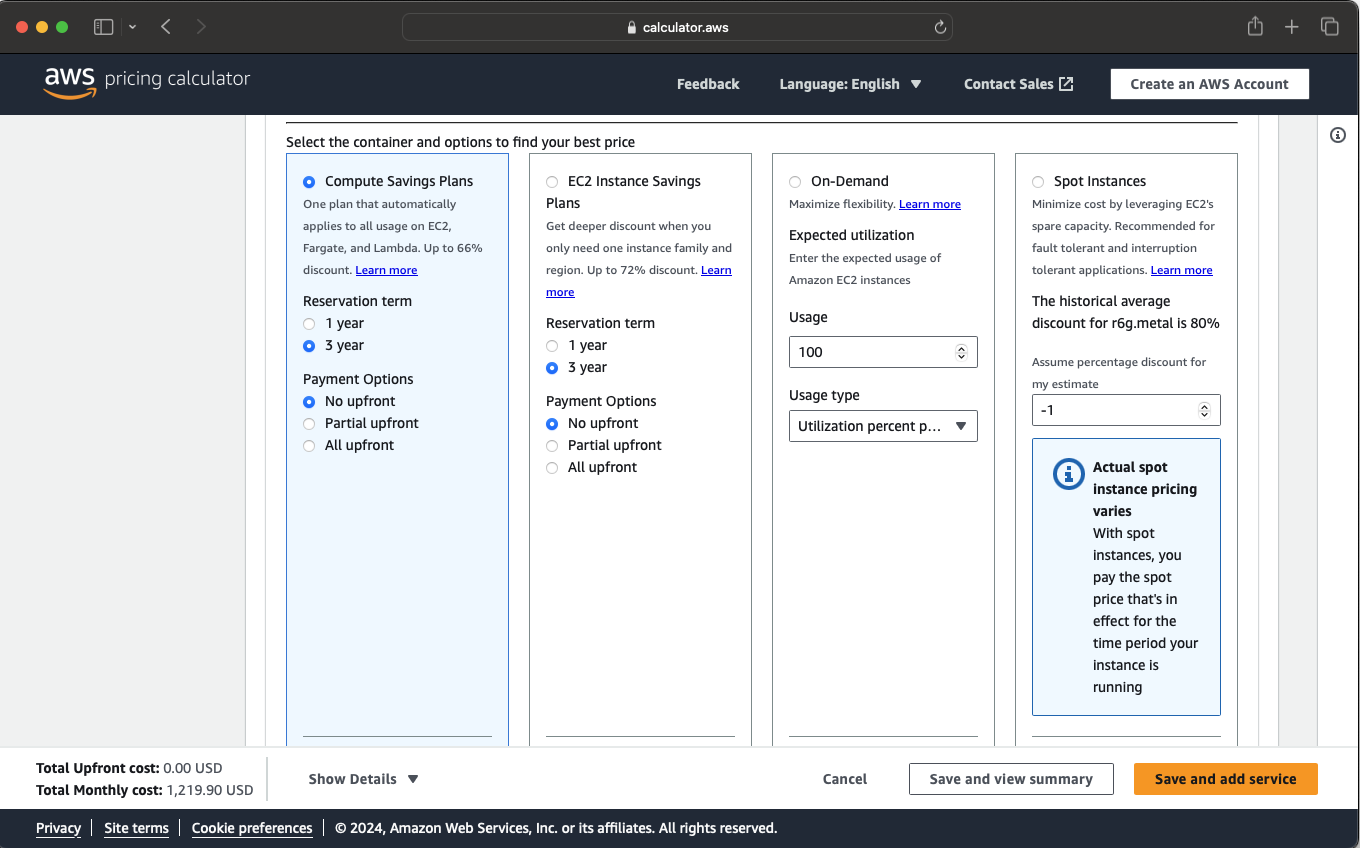 calculator.aws
aws pricing calculator
Feedback
Language: English
Contact Sales
Create an AWS Account
Select the container and options to find your best price
Compute Savings Plans
One plan that automatically
applies to all usage on EC2,
Fargate, and Lambda. Up to 66%
discount. Learn more
Reservation term
1 year
3 year
Payment Options
No upfront
Partial upfront
All upfront
EC2 Instance Savings
Plans
Get deeper discount when you
only need one instance family and
region. Up to 72% discount. Learn
more
Reservation term
1 year
3 year
Payment Options
No upfront
Partial upfront
All upfront
On-Demand
Maximize flexibility. Learn more
Expected utilization
Enter the expected usage of
Amazon EC2 instances
Usage
100
Usage type
Utilization percent p...
Spot Instances
Minimize cost by leveraging EC2's
spare capacity. Recommended for
fault tolerant and interruption
tolerant applications. Learn more
The historical average
discount for r6g.metal is 80%
Assume percentage discount for
my estimate
-1
Actual spot
instance pricing
varies
With spot
instances, you
pay the spot
price that's in
effect for the
time period your
instance is
running
Total Upfront cost: 0.00 USD
Total Monthly cost: 1,219.90 USD
Show Details
Cancel
Save and view summary
Save and add service
Privacy
Site terms
Cookie preferences
© 2024, Amazon Web Services, Inc. or its affiliates. All rights reserved.